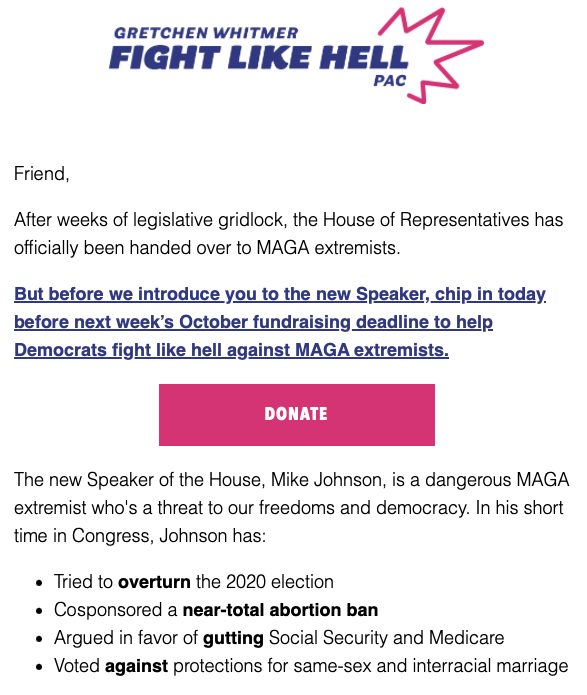 GRETCHEN WHITMER
FIGHT LIKE HELL
PAC
Friend,
After weeks of legislative gridlock, the House of Representatives has
officially been handed over to MAGA extremists.
But before we introduce you to the new Speaker, chip in today
before next week’s October fundraising deadline to help
Democrats fight like hell against MAGA extremists.
DONATE
The new Speaker of the House, Mike Johnson, is a dangerous MAGA
extremist who's a threat to our freedoms and democracy. In his short
time in Congress, Johnson has:
• Tried to overturn the 2020 election
• Cosponsored a near-total abortion ban
• Argued in favor of gutting Social Security and Medicare
• Voted against protections for same-sex and interracial marriage